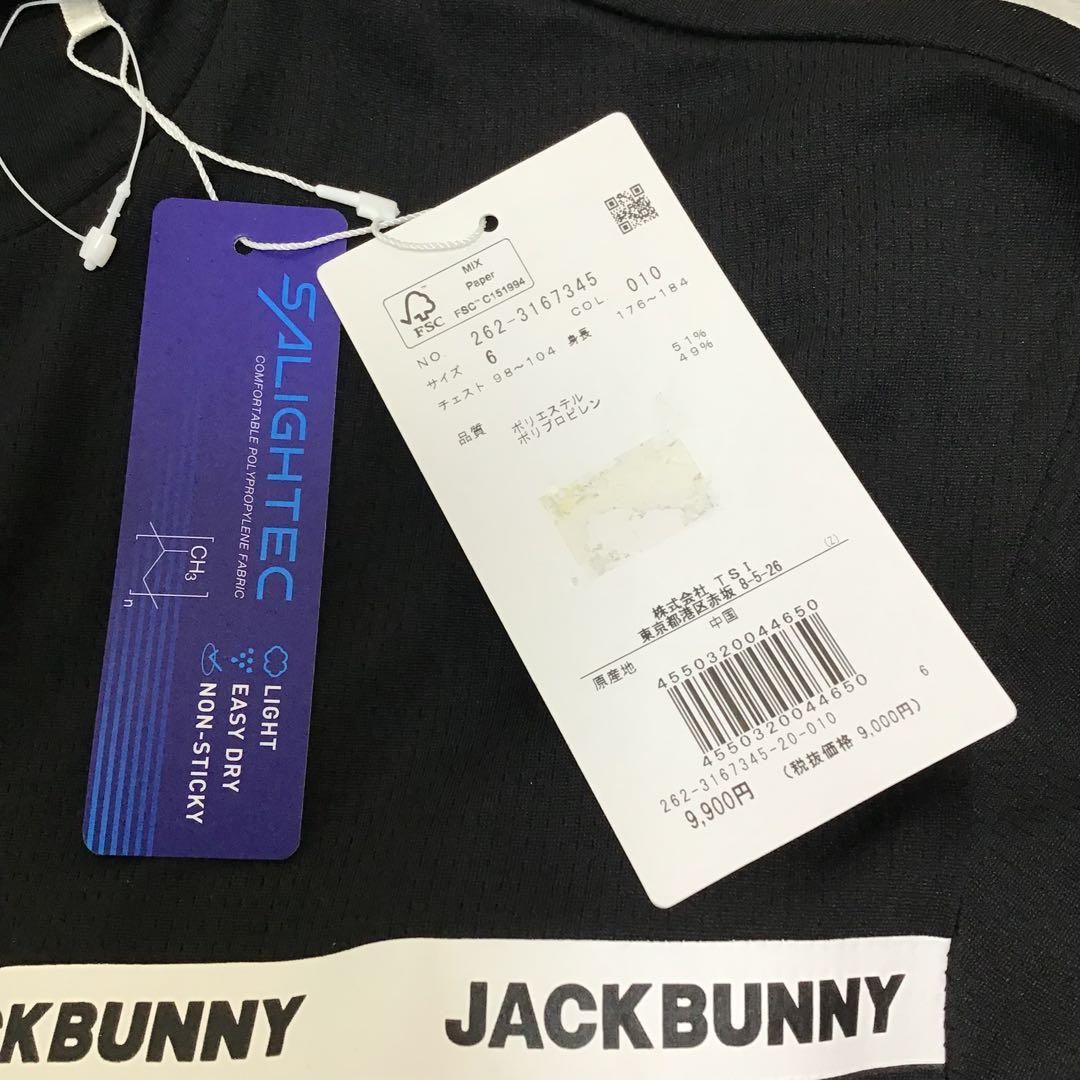 SALIGHTEC
COMFORTABLE POLYPROPYLENE FABRIC
[CH3]n
LIGHT
EASY DRY
NON-STICKY
FSC
MIX
Paper
FSC™ C151994
NO. 262-3167345 COL 010
サイズ 6 身長 176~184
チェスト 98~104
品質 ポリエステル 51%
ポリプロピレン 49%
(2)
株式会社 TSI
東京都港区赤坂 8-5-26
原産地 中国
4550320044650
4550320044650
262-3167345-20-010 6
9,900円 (税抜価格 9,000円)
CKBUNNY JACKBUNNY